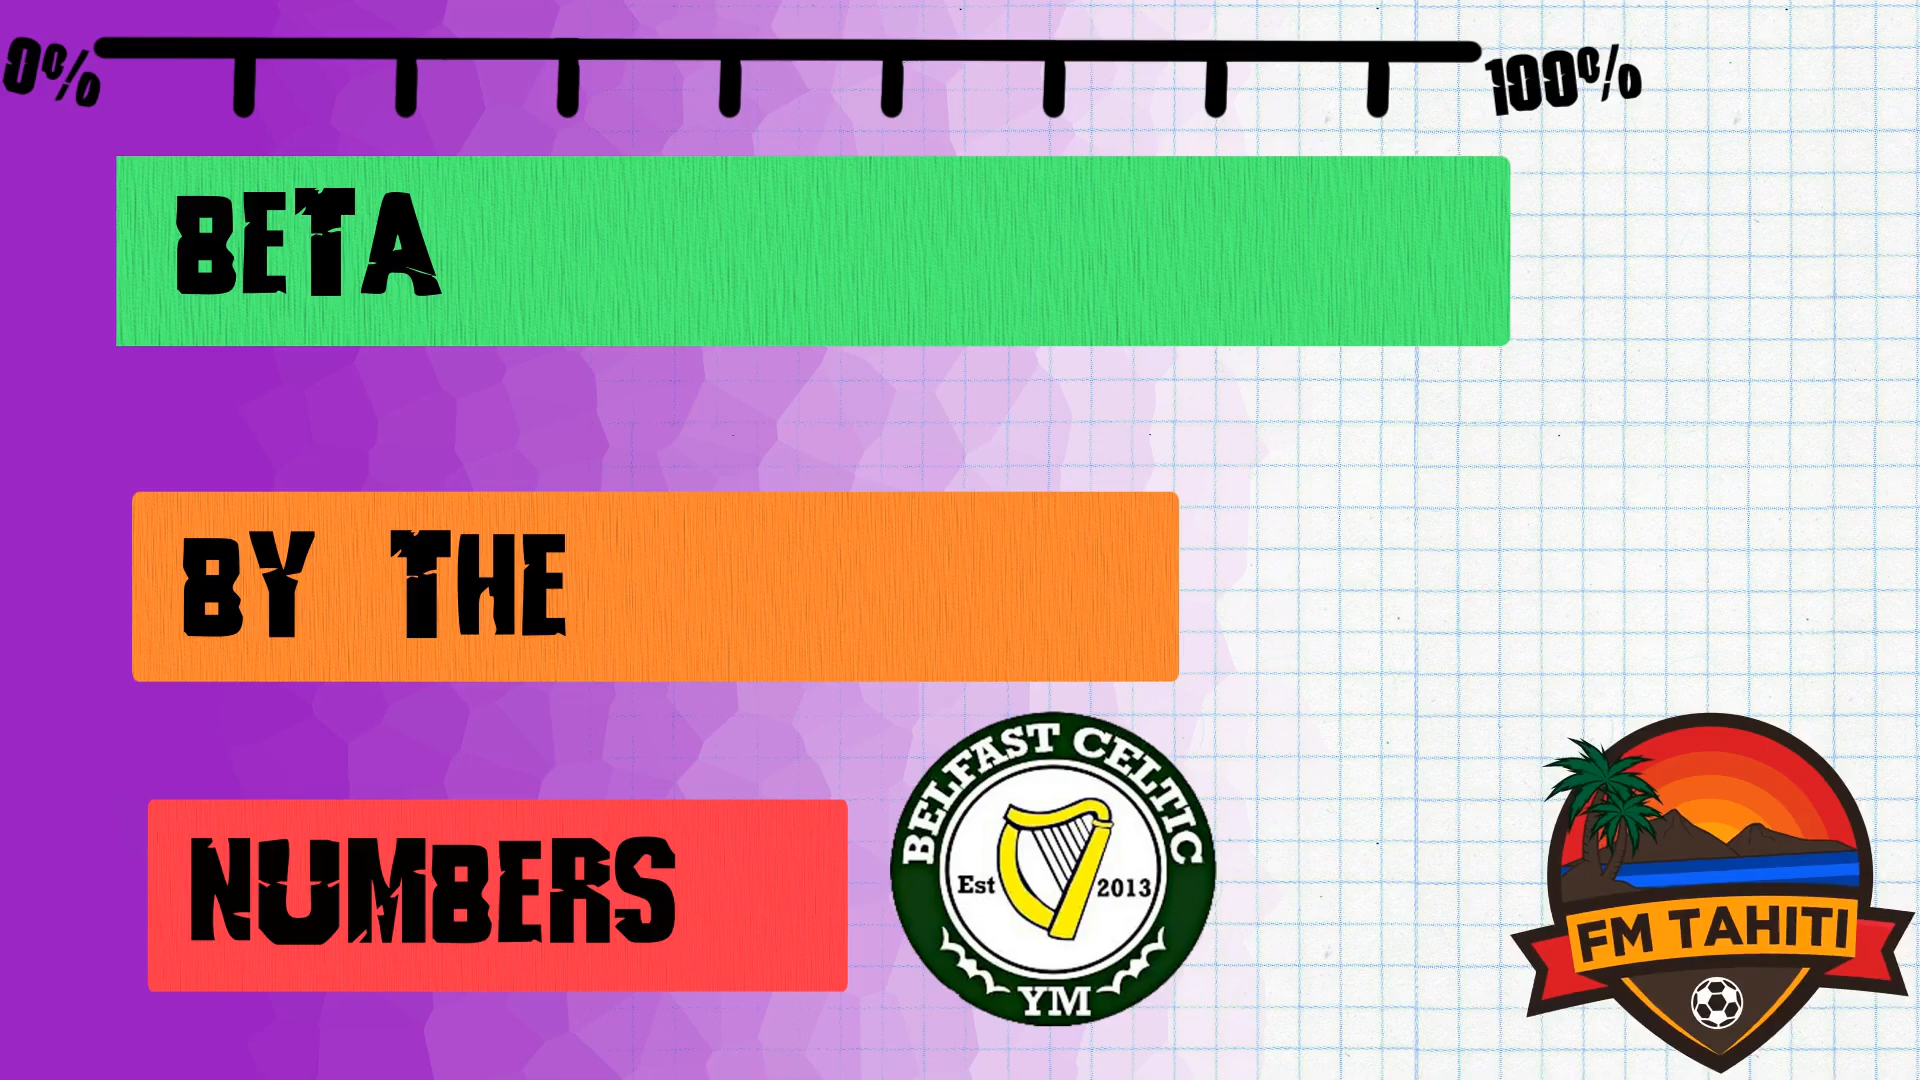 0% 100%
BETA
BY THE
NUMBERS
BELFAST CELTIC
Est 2013
YM
FM TAHITI